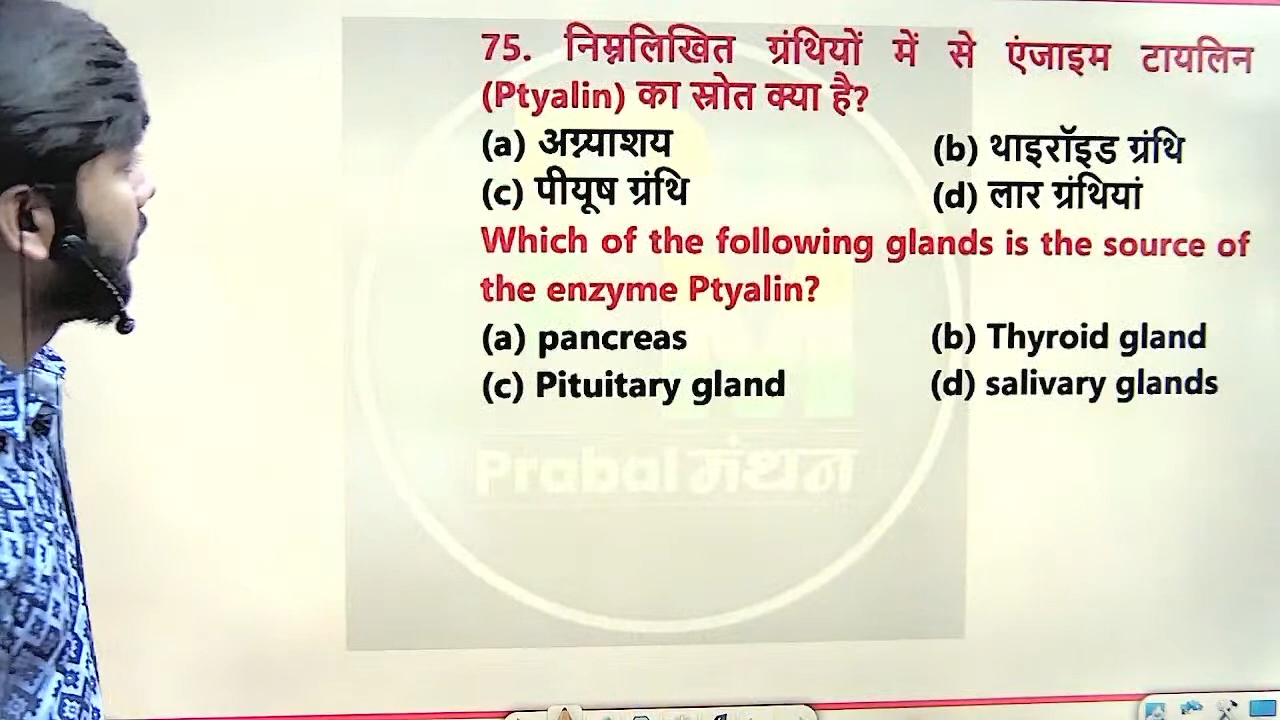 75. निम्नलिखित ग्रंथियों में से एंजाइम टायलिन
(Ptyalin) का स्रोत क्या है?
(a) अग्न्याशय (b) थाइरॉइड ग्रंथि
(c) पीयूष ग्रंथि (d) लार ग्रंथियां
Which of the following glands is the source of
the enzyme Ptyalin?
(a) pancreas (b) Thyroid gland
(c) Pituitary gland (d) salivary glands
Prabal मंथन